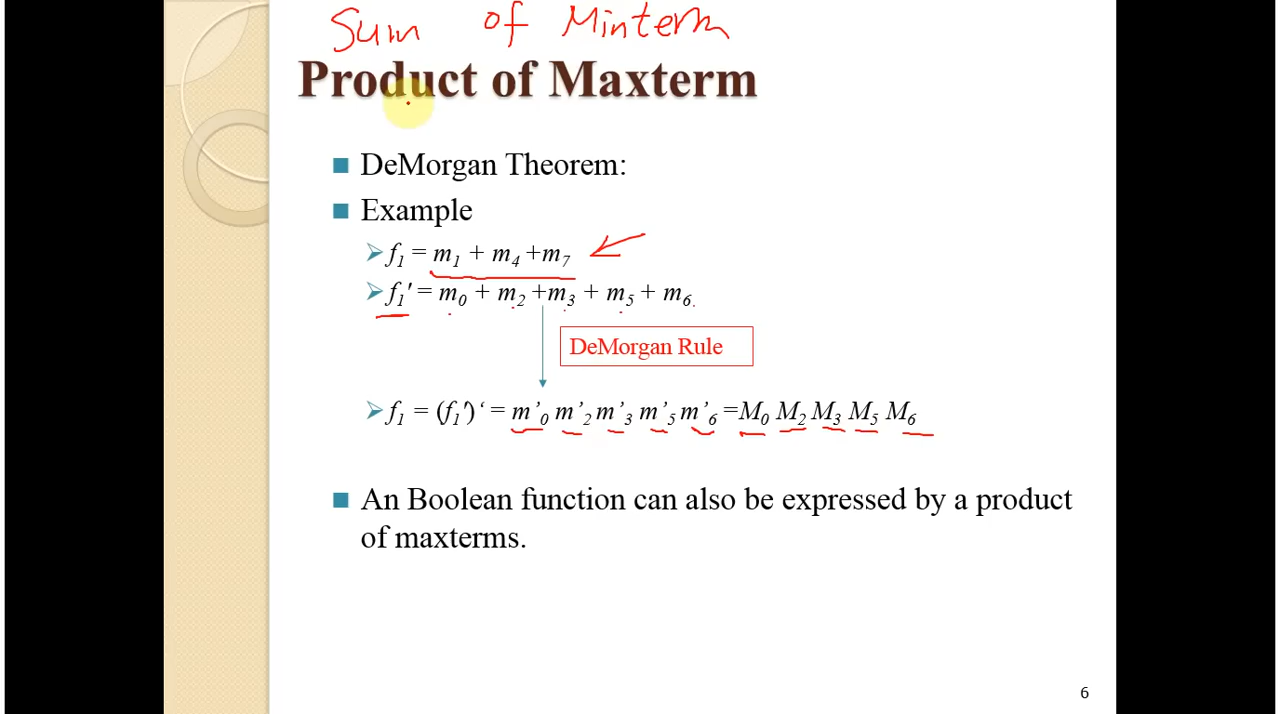 Sum of Minterm
Product of Maxterm
DeMorgan Theorem:
Example
f₁ = m₁ + m₄ +m₇
f₁' = m₀ + m₂ +m₃ + m₅ + m₆.
DeMorgan Rule
f₁ = (f₁')‘ = m’₀ m’₂ m’₃ m’₅ m’₆ =M₀ M₂ M₃ M₅ M₆
An Boolean function can also be expressed by a product
of maxterms.
6